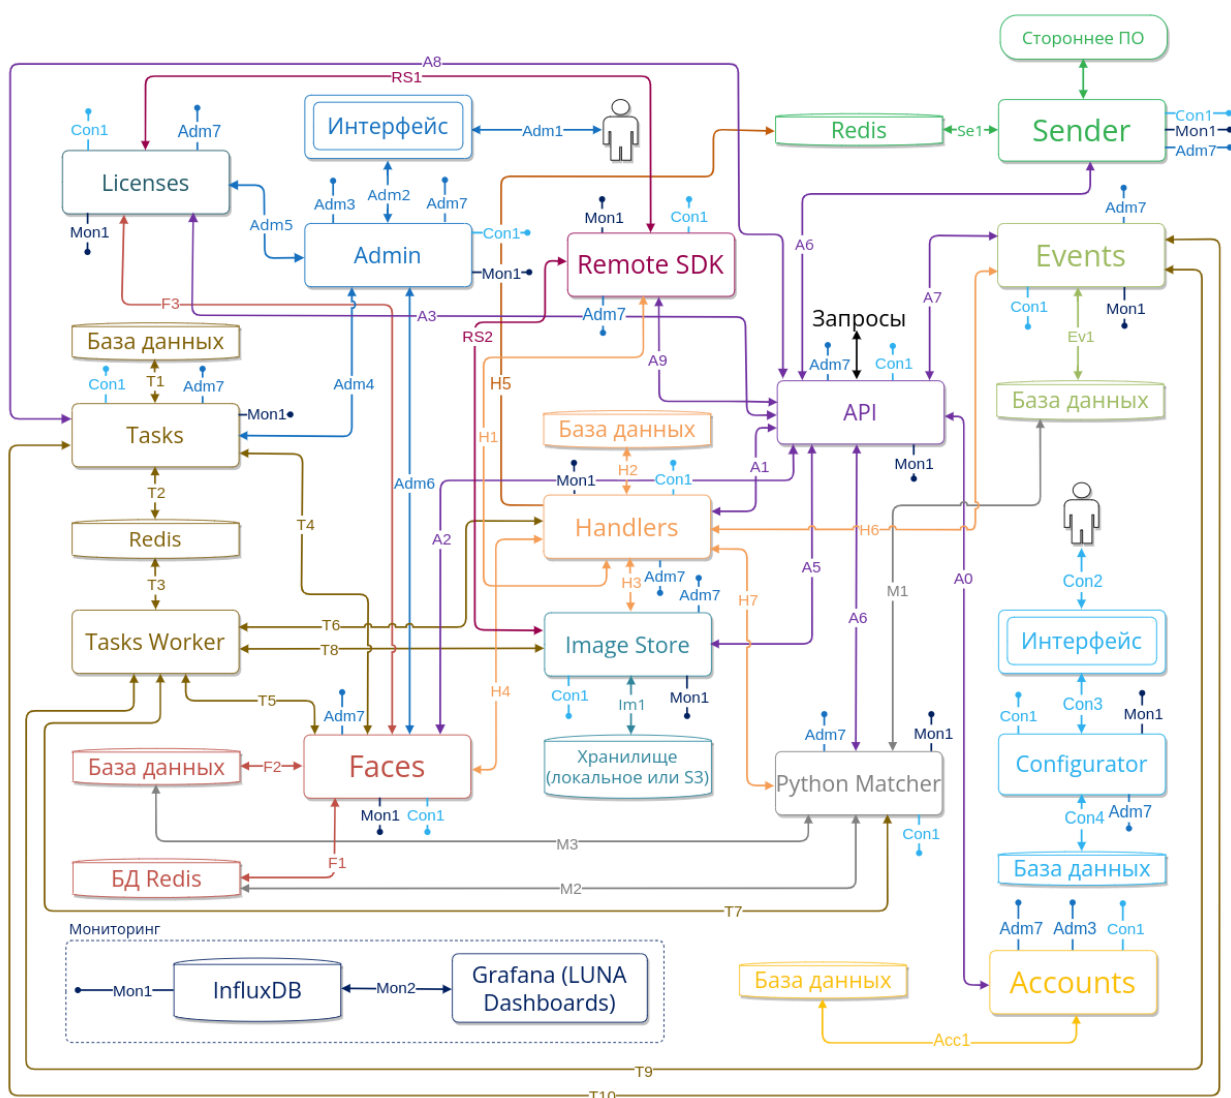 Стороннее ПО
A8
RS1
Con1
Adm7
Интерфейс
Adm1
Redis
Se1
Sender
Con1
Mon1
Adm7
Licenses
Adm3
Adm2
Adm7
Mon1
Con1
Adm7
Mon1
Adm5
Admin
Con1
Mon1
Remote SDK
A6
Events
F3
A3
Adm7
Запросы
A7
Con1
Mon1
База данных
RS2
Ev1
T1
Con1
Adm7
Adm4
H5
A9
Adm7
Con1
Mon1
Tasks
API
База данных
База данных
H1
A1
Mon1
T2
Adm6
H2
Mon1
Con1
T4
Redis
A2
Handlers
H6
T3
A5
A0
Con2
H3
Adm7
Adm7
H7
M1
Tasks Worker
T6
T8
Image Store
A6
Интерфейс
T5
H4
Con1
Im1
Mon1
Con3
Con1
Mon1
Adm7
Adm7
Mon1
База данных
F2
Faces
Хранилище
(локальное или S3)
Python Matcher
Configurator
Mon1
Con1
Con4
Adm7
Con1
M3
F1
БД Redis
M2
База данных
T7
Adm7
Adm3
Con1
Мониторинг
Mon1
InfluxDB
Mon2
Grafana (LUNA
Dashboards)
База данных
Accounts
Acc1
T9
T10